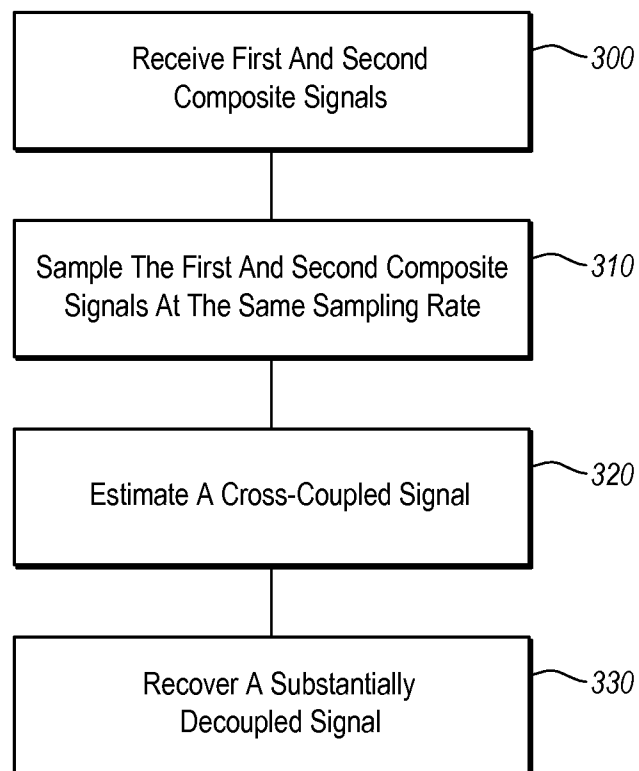 Receive First And Second
Composite Signals
300
Sample The First And Second Composite
Signals At The Same Sampling Rate
310
Estimate A Cross-Coupled Signal
320
Recover A Substantially
Decoupled Signal
330